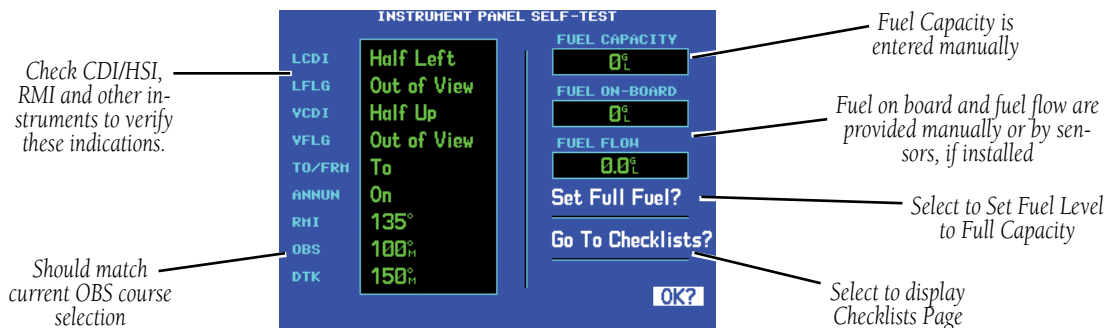 INSTRUMENT PANEL SELF-TEST
Check CDI/HSI,
RMI and other in-
struments to verify
these indications.
Should match
current OBS course
selection
LCDI Half Left
LFLG Out of View
VCDI Half Up
VFLG Out of View
TO/FRM To
ANNUN On
RMI 135°
OBS 100°M
DTK 150°M
FUEL CAPACITY
0GL
FUEL ON-BOARD
0GL
FUEL FLOW
0.0GL
Set Full Fuel?
Go To Checklists?
OK?
Fuel Capacity is
entered manually
Fuel on board and fuel flow are
provided manually or by sen-
sors, if installed
Select to Set Fuel Level
to Full Capacity
Select to display
Checklists Page